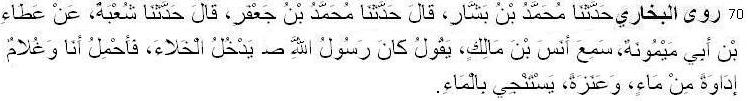 70 روى البخاري حَدَّثَنَا مُحَمَّدُ بْنُ بَشَّارٍ، قَالَ حَدَّثَنَا مُحَمَّدُ بْنُ جَعْفَرٍ، قَالَ حَدَّثَنَا شُعْبَةُ، عَنْ عَطَاءِ
بْنِ أَبِي مَيْمُونَةَ، سَمِعَ أَنَسَ بْنَ مَالِكٍ، يَقُولُ كَانَ رَسُولُ اللَّهِ ص يَدْخُلُ الْخَلاَءَ، فَأَحْمِلُ أَنَا وَغُلاَمٌ
إِدَاوَةً مِنْ مَاءٍ، وَعَنَزَةً، يَسْتَنْجِي بِالْمَاءِ.